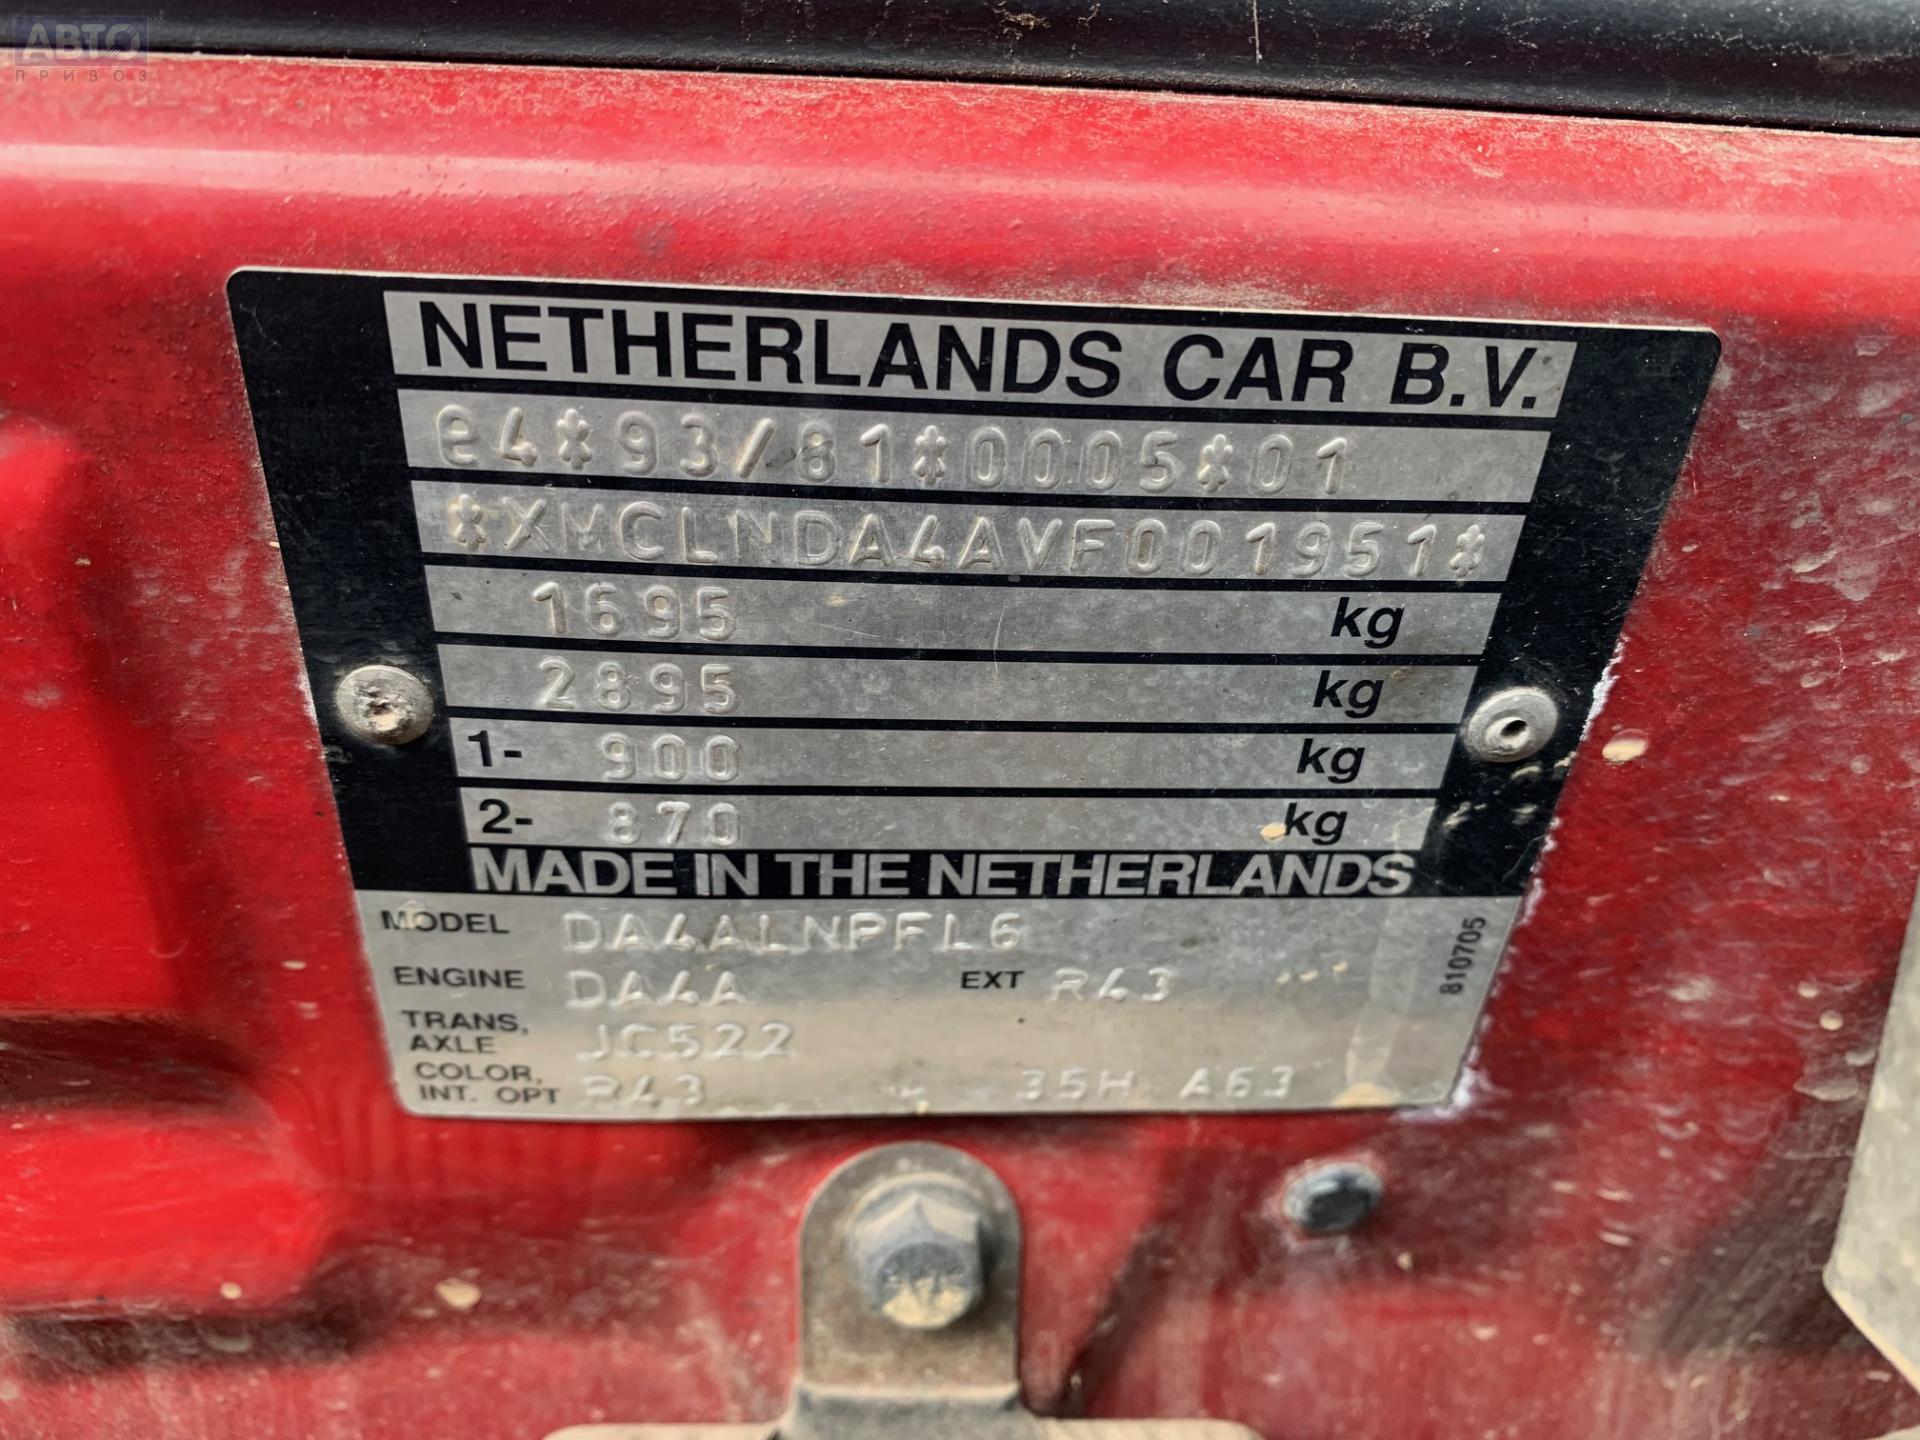 АВТО
ПРИВОЗ
NETHERLANDS CAR B.V.
e4*93/81*0005*01
*XMCLNDA4AVF001951*
1695 kg
2895 kg
1- 900 kg
2- 870 kg
MADE IN THE NETHERLANDS
MODEL DA4ALNPFL6
ENGINE DA4A EXT R43
TRANS, AXLE JC522
COLOR, INT. OPT R43 35H A63
810705